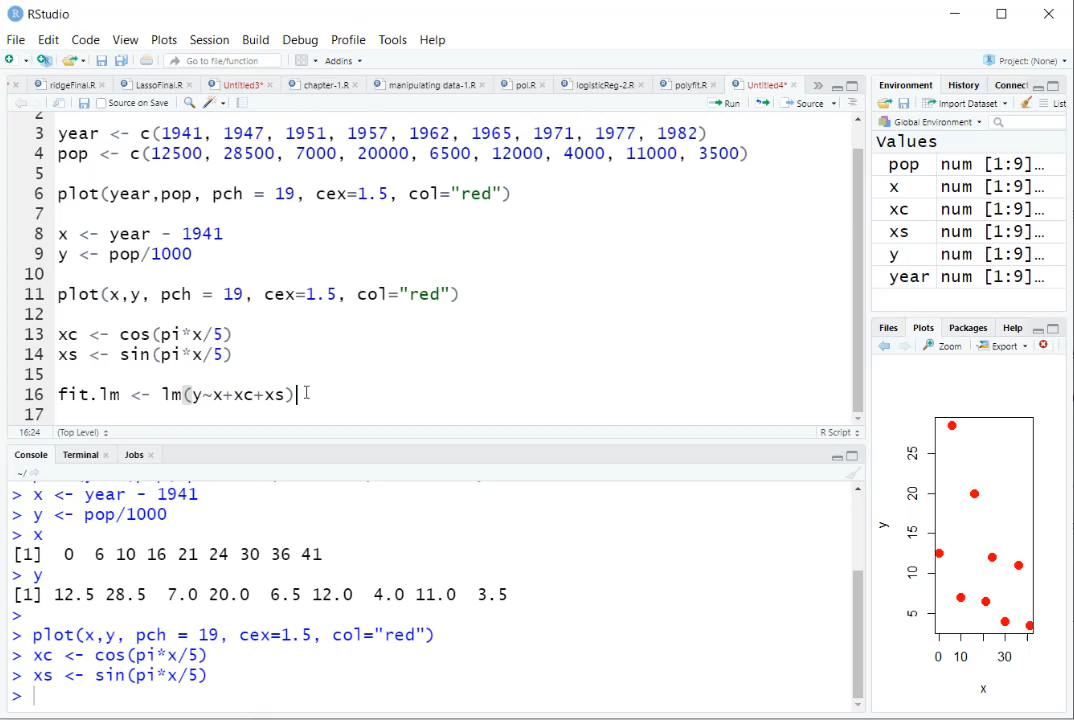 RStudio
File Edit Code View Plots Session Build Debug Profile Tools Help
Go to file/function Addins Project: (None)
ridgeFinal.R LassoFinal.R Untitled3* chapter-1.R manipulating data-1.R pol.R logisticReg-2.R polyfit.R Untitled4*
Source on Save Run Source
2
3 year <- c(1941, 1947, 1951, 1957, 1962, 1965, 1971, 1977, 1982)
4 pop <- c(12500, 28500, 7000, 20000, 6500, 12000, 4000, 11000, 3500)
5
6 plot(year,pop, pch = 19, cex=1.5, col="red")
7
8 x <- year - 1941
9 y <- pop/1000
10
11 plot(x,y, pch = 19, cex=1.5, col="red")
12
13 xc <- cos(pi*x/5)
14 xs <- sin(pi*x/5)
15
16 fit.lm <- lm(y~x+xc+xs)
17
16:24 (Top Level) R Script
Console Terminal Jobs
~/
> x <- year - 1941
> y <- pop/1000
> x
[1] 0 6 10 16 21 24 30 36 41
> y
[1] 12.5 28.5 7.0 20.0 6.5 12.0 4.0 11.0 3.5
>
> plot(x,y, pch = 19, cex=1.5, col="red")
> xc <- cos(pi*x/5)
> xs <- sin(pi*x/5)
>
Environment History Connect
Import Dataset List
Global Environment
Values
pop num [1:9]…
x num [1:9]…
xc num [1:9]…
xs num [1:9]…
y num [1:9]…
year num [1:9]…
Files Plots Packages Help
Zoom Export
25
20
15
10
5
y
0 10 30
x